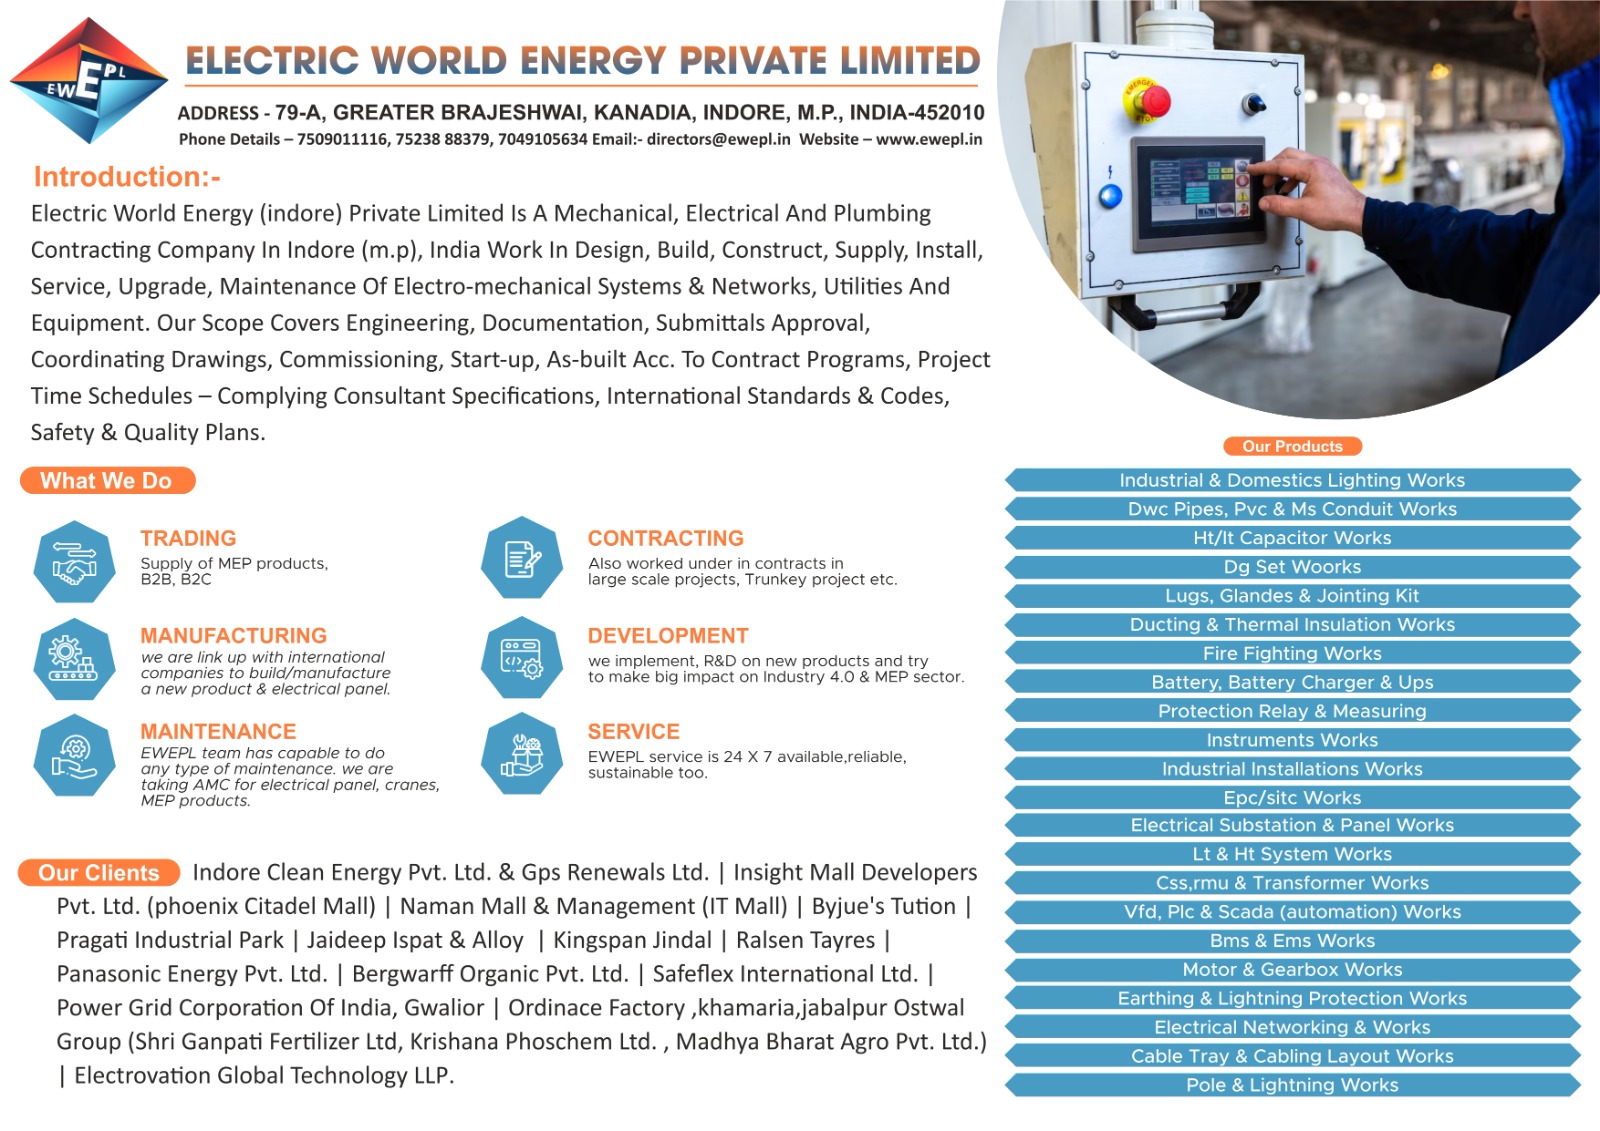 EWEPL
ELECTRIC WORLD ENERGY PRIVATE LIMITED
ADDRESS - 79-A, GREATER BRAJESHWAI, KANADIA, INDORE, M.P., INDIA-452010
Phone Details – 7509011116, 75238 88379, 7049105634 Email:- directors@ewepl.in  Website – www.ewepl.in
Introduction:-
Electric World Energy (indore) Private Limited Is A Mechanical, Electrical And Plumbing
Contracting Company In Indore (m.p), India Work In Design, Build, Construct, Supply, Install,
Service, Upgrade, Maintenance Of Electro-mechanical Systems & Networks, Utilities And
Equipment. Our Scope Covers Engineering, Documentation, Submittals Approval,
Coordinating Drawings, Commissioning, Start-up, As-built Acc. To Contract Programs, Project
Time Schedules – Complying Consultant Specifications, International Standards & Codes,
Safety & Quality Plans.
What We Do
TRADING
Supply of MEP products,
B2B, B2C
CONTRACTING
Also worked under in contracts in
large scale projects, Trunkey project etc.
MANUFACTURING
we are link up with international
companies to build/manufacture
a new product & electrical panel.
DEVELOPMENT
we implement, R&D on new products and try
to make big impact on Industry 4.0 & MEP sector.
MAINTENANCE
EWEPL team has capable to do
any type of maintenance. we are
taking AMC for electrical panel, cranes,
MEP products.
SERVICE
EWEPL service is 24 X 7 available,reliable,
sustainable too.
Our Clients Indore Clean Energy Pvt. Ltd. & Gps Renewals Ltd. | Insight Mall Developers
Pvt. Ltd. (phoenix Citadel Mall) | Naman Mall & Management (IT Mall) | Byjue's Tution |
Pragati Industrial Park | Jaideep Ispat & Alloy  | Kingspan Jindal | Ralsen Tayres |
Panasonic Energy Pvt. Ltd. | Bergwarff Organic Pvt. Ltd. | Safeflex International Ltd. |
Power Grid Corporation Of India, Gwalior | Ordinace Factory ,khamaria,jabalpur Ostwal
Group (Shri Ganpati Fertilizer Ltd, Krishana Phoschem Ltd. , Madhya Bharat Agro Pvt. Ltd.)
| Electrovation Global Technology LLP.
EMERGENCY
STOP
Our Products
Industrial & Domestics Lighting Works
Dwc Pipes, Pvc & Ms Conduit Works
Ht/lt Capacitor Works
Dg Set Woorks
Lugs, Glandes & Jointing Kit
Ducting & Thermal Insulation Works
Fire Fighting Works
Battery, Battery Charger & Ups
Protection Relay & Measuring
Instruments Works
Industrial Installations Works
Epc/sitc Works
Electrical Substation & Panel Works
Lt & Ht System Works
Css,rmu & Transformer Works
Vfd, Plc & Scada (automation) Works
Bms & Ems Works
Motor & Gearbox Works
Earthing & Lightning Protection Works
Electrical Networking & Works
Cable Tray & Cabling Layout Works
Pole & Lightning Works